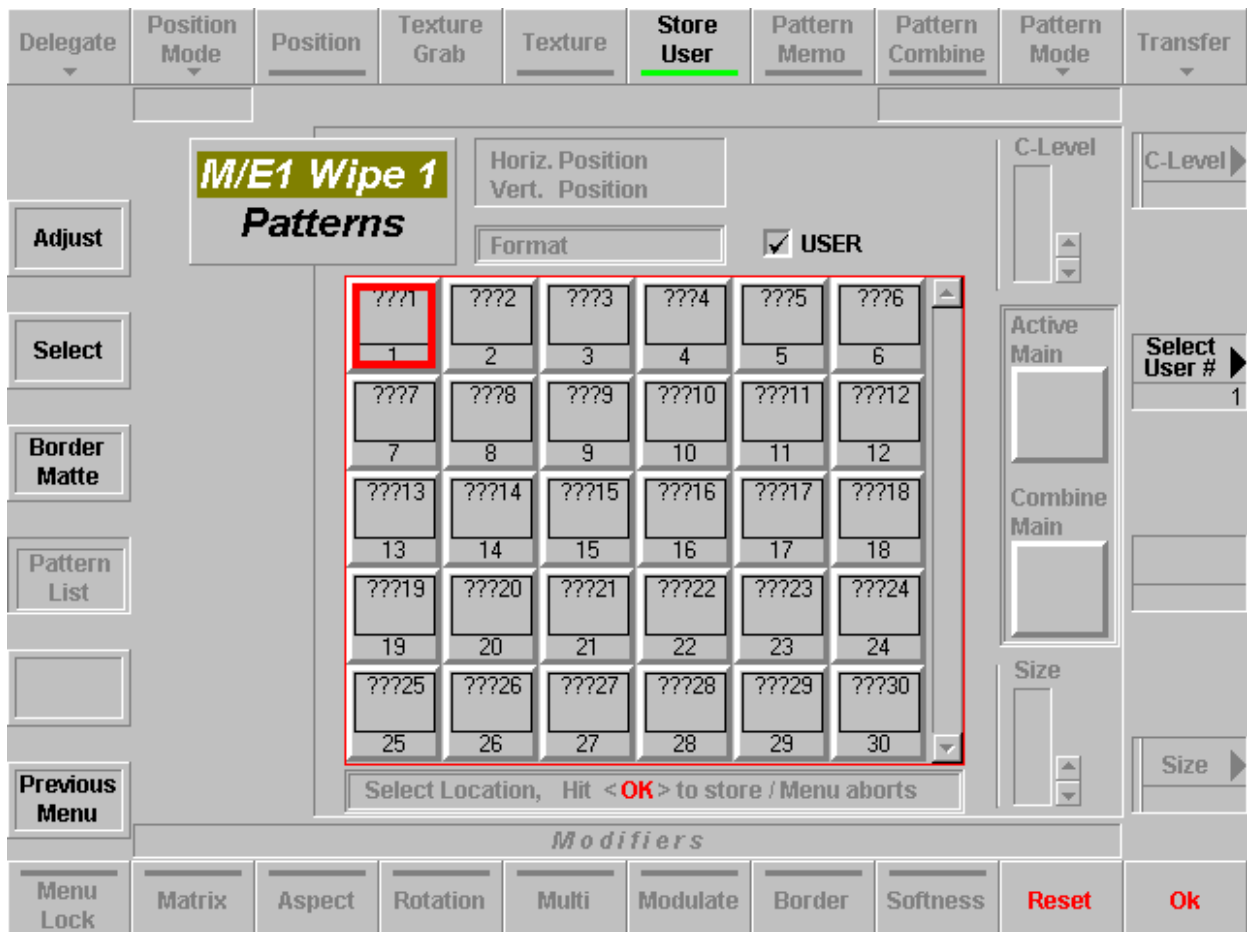 Delegate
Position
Mode
Position
Texture
Grab
Texture
Store
User
Pattern
Memo
Pattern
Combine
Pattern
Mode
Transfer
M/E1 Wipe 1
Patterns
Horiz. Position
Vert. Position
Format
USER
C-Level
C-Level
Adjust
Select
Border
Matte
Pattern
List
Previous
Menu
???1 ???2 ???3 ???4 ???5 ???6
1 2 3 4 5 6
???7 ???8 ???9 ???10 ???11 ???12
7 8 9 10 11 12
???13 ???14 ???15 ???16 ???17 ???18
13 14 15 16 17 18
???19 ???20 ???21 ???22 ???23 ???24
19 20 21 22 23 24
???25 ???26 ???27 ???28 ???29 ???30
25 26 27 28 29 30
Select Location, Hit <OK> to store / Menu aborts
Active
Main
Combine
Main
Size
Select
User #
1
Size
Modifiers
Menu
Lock
Matrix
Aspect
Rotation
Multi
Modulate
Border
Softness
Reset
Ok